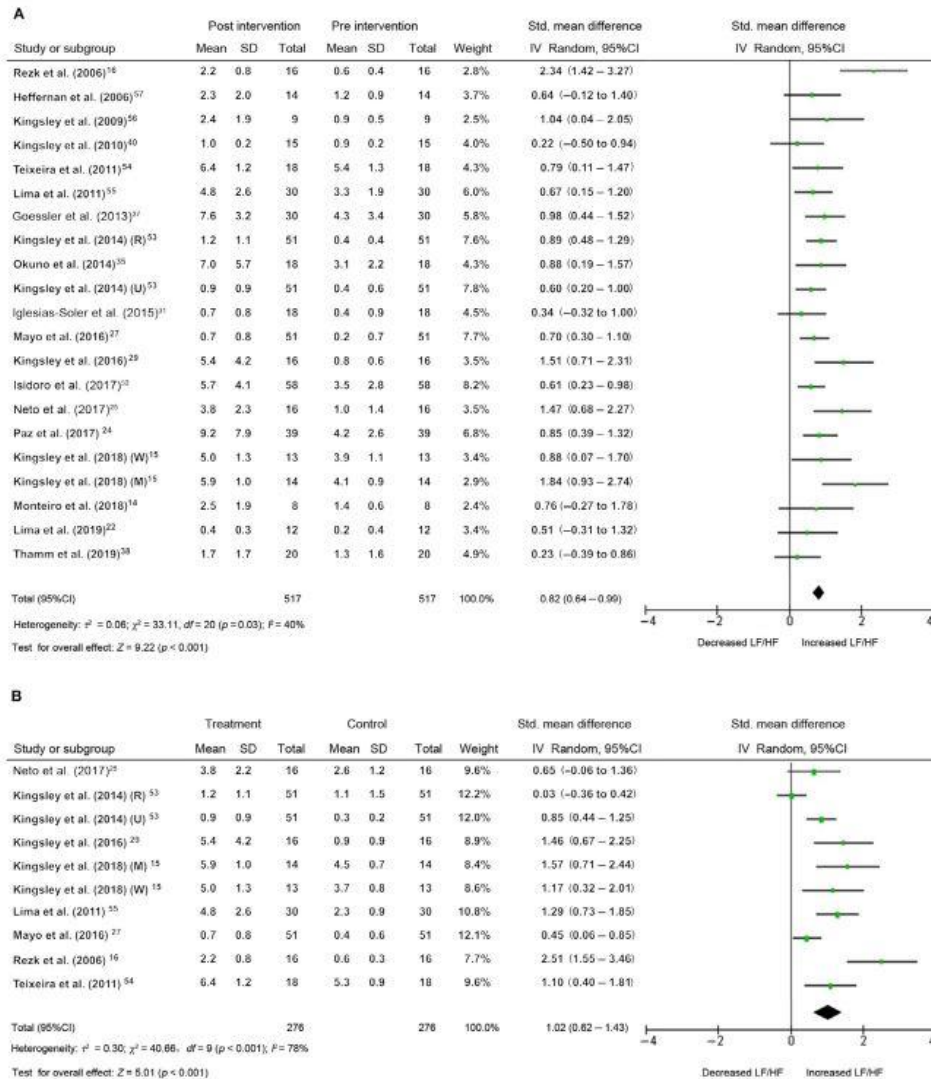 A
Post intervention Pre intervention Std. mean difference Std. mean difference
Study or subgroup Mean SD Total Mean SD Total Weight IV Random, 95%CI IV Random, 95%CI
Rezk et al. (2006)16 2.2 0.8 16 0.6 0.4 16 2.8% 2.34 (1.42 – 3.27)
Heffernan et al. (2006)57 2.3 2.0 14 1.2 0.9 14 3.7% 0.64 (−0.12 to 1.40)
Kingsley et al. (2009)56 2.4 1.9 9 0.9 0.5 9 2.5% 1.04 (0.04 – 2.05)
Kingsley et al. (2010)40 1.0 0.2 15 0.9 0.2 15 4.0% 0.22 (−0.50 to 0.94)
Teixeira et al. (2011)54 6.4 1.2 18 5.4 1.3 18 4.3% 0.79 (0.11 – 1.47)
Lima et al. (2011)55 4.8 2.6 30 3.3 1.9 30 6.0% 0.67 (0.15 – 1.20)
Goessler et al. (2013)37 7.6 3.2 30 4.3 3.4 30 5.8% 0.98 (0.44 – 1.52)
Kingsley et al. (2014) (R)53 1.2 1.1 51 0.4 0.4 51 7.6% 0.89 (0.48 – 1.29)
Okuno et al. (2014)35 7.0 5.7 18 3.1 2.2 18 4.3% 0.88 (0.19 – 1.57)
Kingsley et al. (2014) (U)53 0.9 0.9 51 0.4 0.6 51 7.8% 0.60 (0.20 – 1.00)
Iglesias-Soler et al. (2015)31 0.7 0.8 18 0.4 0.9 18 4.5% 0.34 (−0.32 to 1.00)
Mayo et al. (2016)27 0.7 0.8 51 0.2 0.7 51 7.7% 0.70 (0.30 – 1.10)
Kingsley et al. (2016)29 5.4 4.2 16 0.8 0.6 16 3.5% 1.51 (0.71 – 2.31)
Isidoro et al. (2017)52 5.7 4.1 58 3.5 2.8 58 8.2% 0.61 (0.23 – 0.98)
Neto et al. (2017)26 3.8 2.3 16 1.0 1.4 16 3.5% 1.47 (0.68 – 2.27)
Paz et al. (2017) 24 9.2 7.9 39 4.2 2.6 39 6.8% 0.85 (0.39 – 1.32)
Kingsley et al. (2018) (W)15 5.0 1.3 13 3.9 1.1 13 3.4% 0.88 (0.07 – 1.70)
Kingsley et al. (2018) (M)15 5.9 1.0 14 4.1 0.9 14 2.9% 1.84 (0.93 – 2.74)
Monteiro et al. (2018)14 2.5 1.9 8 1.4 0.6 8 2.4% 0.76 (−0.27 to 1.78)
Lima et al. (2019)22 0.4 0.3 12 0.2 0.4 12 3.4% 0.51 (−0.31 to 1.32)
Thamm et al. (2019)38 1.7 1.7 20 1.3 1.6 20 4.9% 0.23 (−0.39 to 0.86)
Total (95%CI) 517 517 100.0% 0.82 (0.64 – 0.99)
Heterogeneity: τ² = 0.06; χ² = 33.11, df = 20 (p = 0.03); I² = 40%
−4 −2 0 2 4
Test for overall effect: Z = 9.22 (p < 0.001)
Decreased LF/HF Increased LF/HF
B
Treatment Control Std. mean difference Std. mean difference
Study or subgroup Mean SD Total Mean SD Total Weight IV Random, 95%CI IV Random, 95%CI
Neto et al. (2017)26 3.8 2.2 16 2.6 1.2 16 9.6% 0.65 (-0.06 to 1.36)
Kingsley et al. (2014) (R) 53 1.2 1.1 51 1.1 1.5 51 12.2% 0.03 (−0.36 to 0.42)
Kingsley et al. (2014) (U) 53 0.9 0.9 51 0.3 0.2 51 12.0% 0.85 (0.44 – 1.25)
Kingsley et al. (2016) 29 5.4 4.2 16 0.9 0.9 16 8.9% 1.46 (0.67 – 2.25)
Kingsley et al. (2018) (M) 15 5.9 1.0 14 4.5 0.7 14 8.4% 1.57 (0.71 – 2.44)
Kingsley et al. (2018) (W) 15 5.0 1.3 13 3.7 0.8 13 8.6% 1.17 (0.32 – 2.01)
Lima et al. (2011) 55 4.8 2.6 30 2.3 0.9 30 10.8% 1.29 (0.73 – 1.85)
Mayo et al. (2016) 27 0.7 0.8 51 0.4 0.6 51 12.1% 0.45 (0.06 – 0.85)
Rezk et al. (2006) 16 2.2 0.8 16 0.6 0.3 16 7.7% 2.51 (1.55 – 3.46)
Teixeira et al. (2011) 54 6.4 1.2 18 5.3 0.9 18 9.6% 1.10 (0.40 – 1.81)
Total (95%CI) 276 276 100.0% 1.02 (0.62 – 1.43)
Heterogeneity: τ² = 0.30; χ² = 40.66, df = 9 (p < 0.001); I² = 78%
−4 −2 0 2 4
Test for overall effect: Z = 5.01 (p < 0.001)
Decreased LF/HF Increased LF/HF